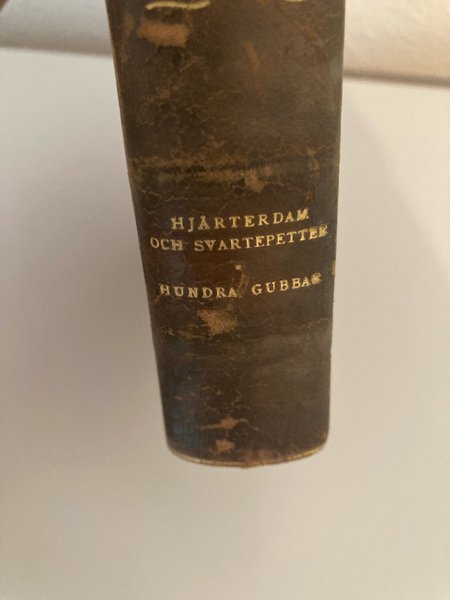 HJÄRTERDAM
OCH SVARTEPETTER
HUNDRA GUBBAR